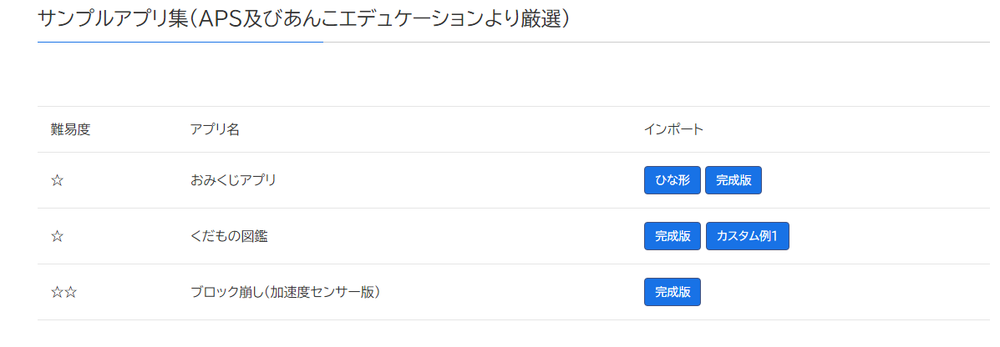 サンプルアプリ集(APS及びあんこエデュケーションより厳選)
難易度 アプリ名 インポート
☆ おみくじアプリ ひな形 完成版
☆ くだもの図鑑 完成版 カスタム例1
☆☆ ブロック崩し(加速度センサー版) 完成版